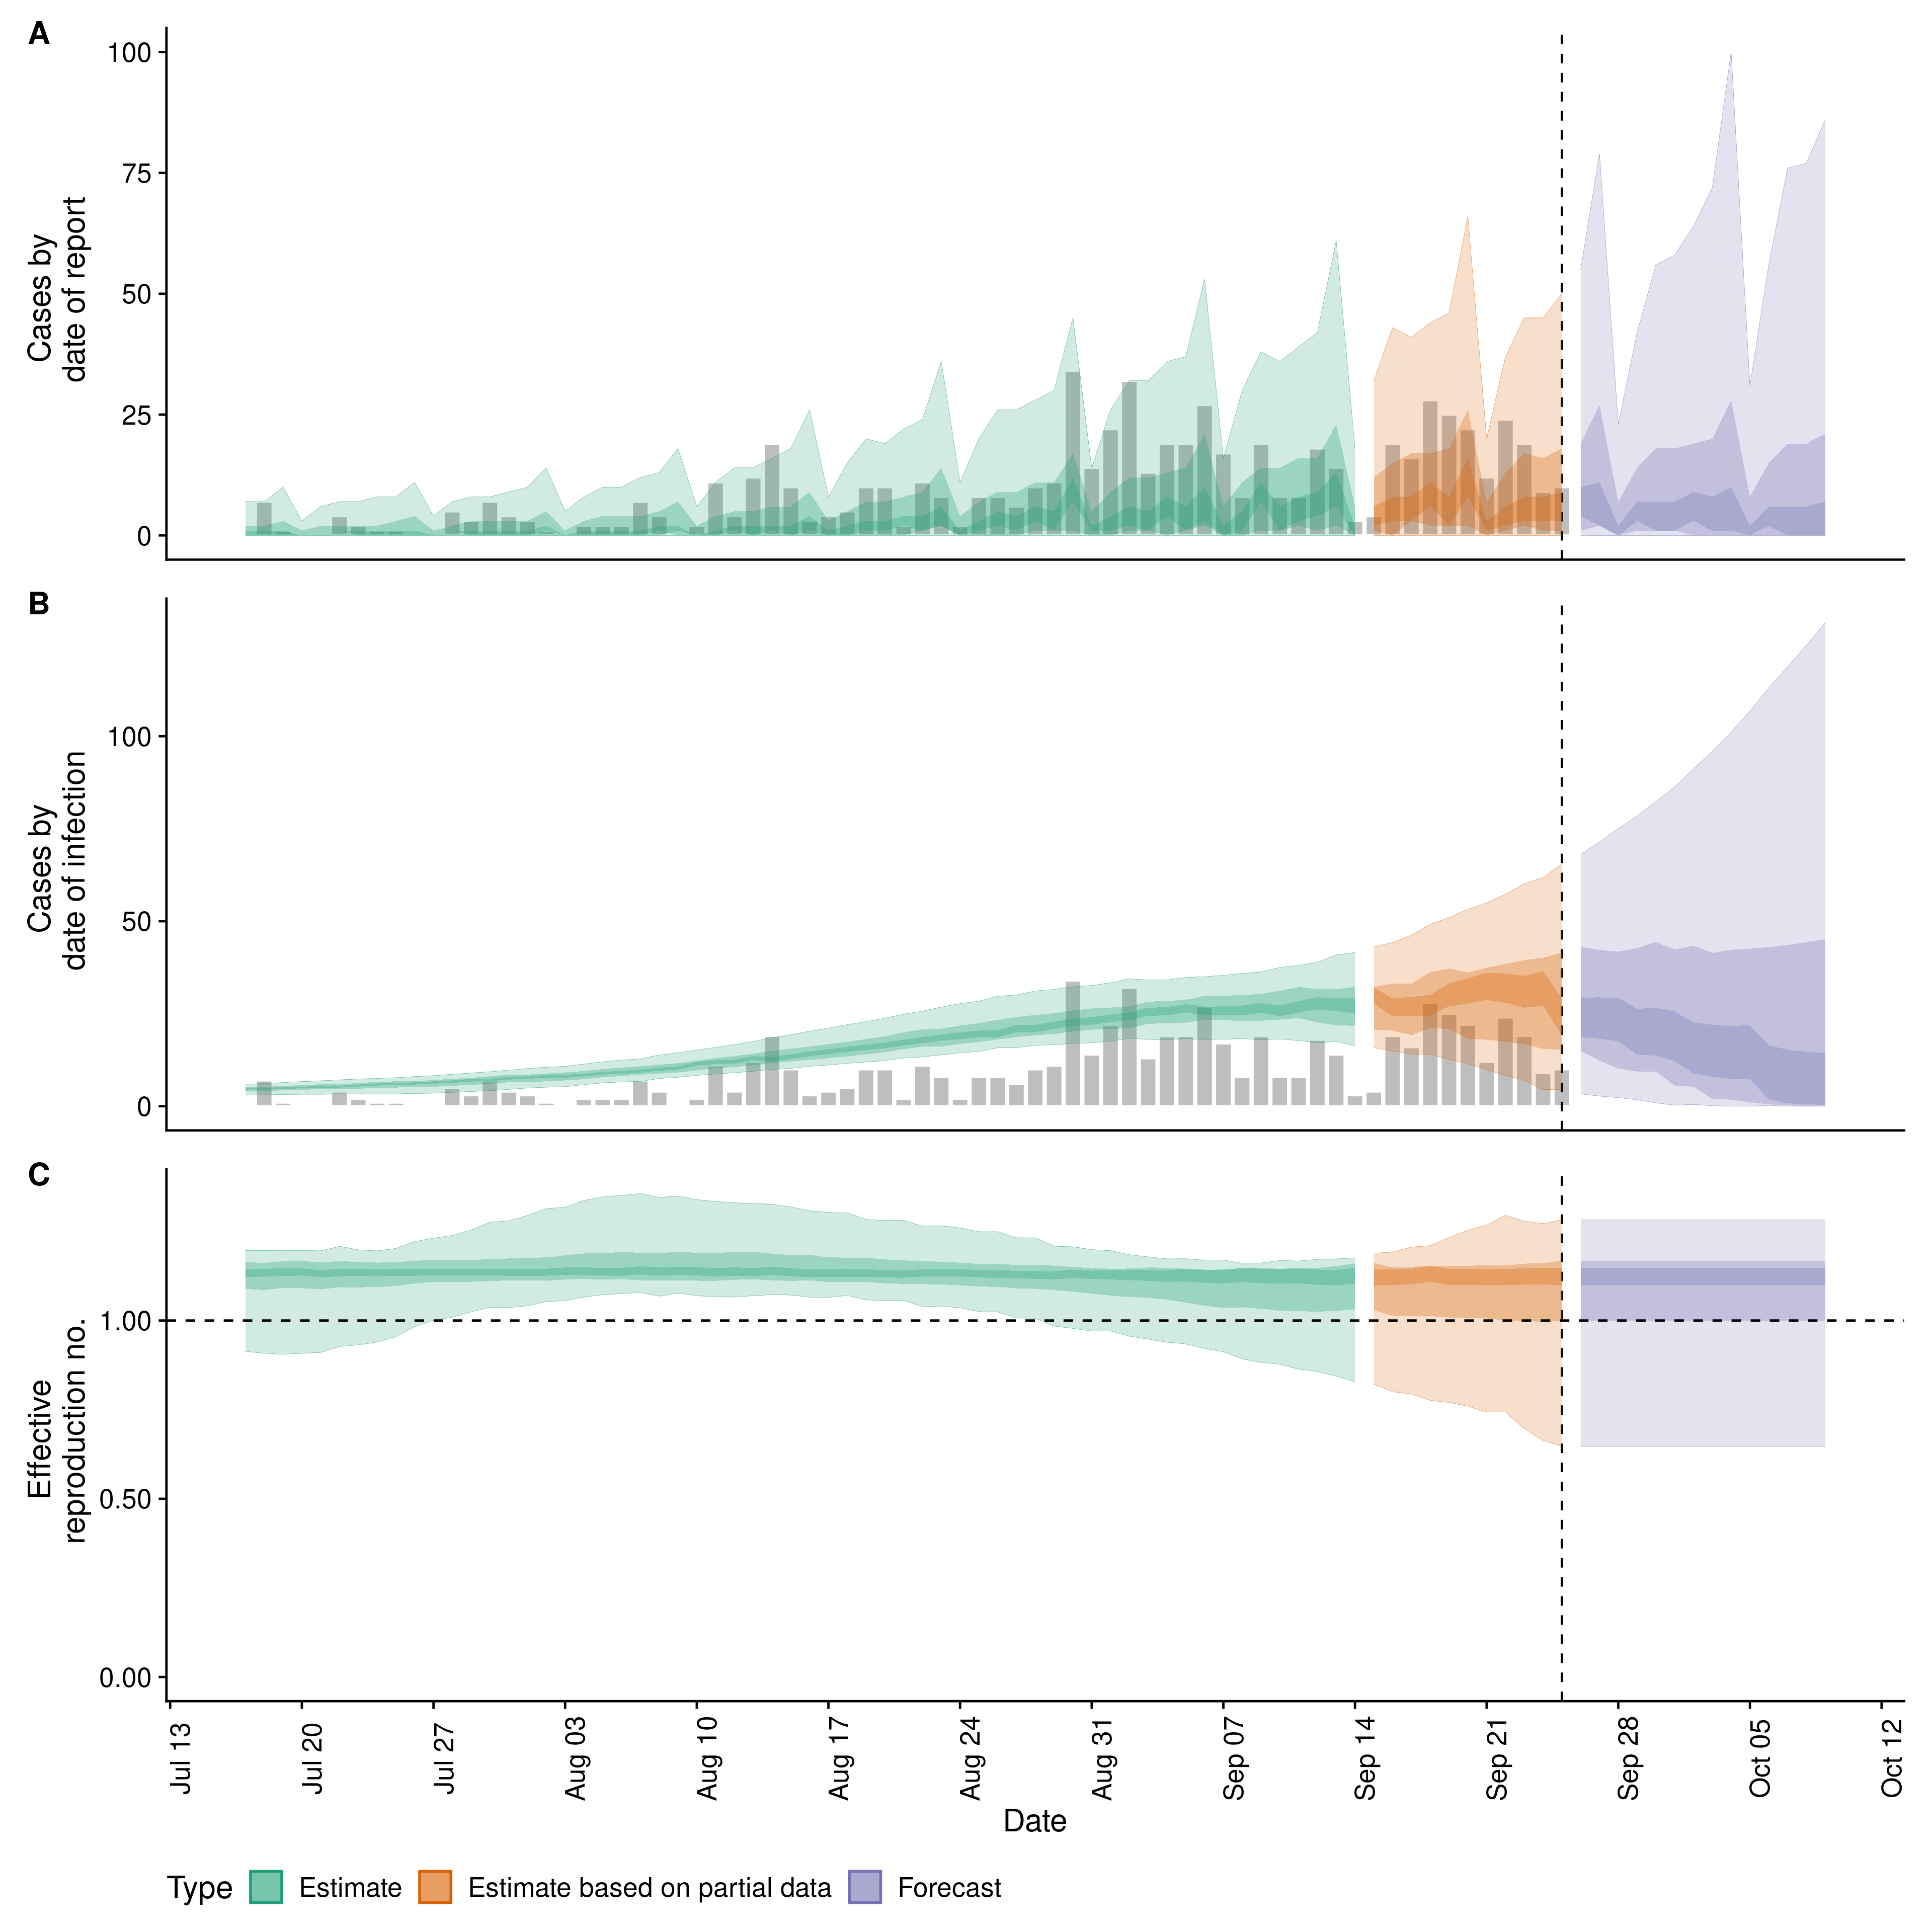 A
100
75
50
25
0
Cases by
date of report
B
100
50
0
Cases by
date of infection
C
1.00
0.50
0.00
Effective
reproduction no.
Jul 13
Jul 20
Jul 27
Aug 03
Aug 10
Aug 17
Aug 24
Aug 31
Sep 07
Sep 14
Sep 21
Sep 28
Oct 05
Oct 12
Date
Type Estimate Estimate based on partial data Forecast